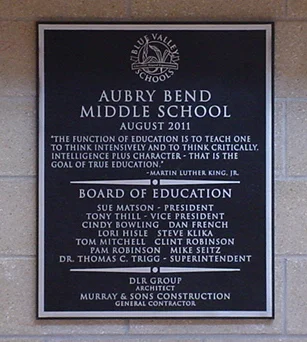 BLUE VALLEY
SCHOOLS
AUBRY BEND
MIDDLE SCHOOL
AUGUST 2011
"THE FUNCTION OF EDUCATION IS TO TEACH ONE
TO THINK INTENSIVELY AND TO THINK CRITICALLY.
INTELLIGENCE PLUS CHARACTER - THAT IS THE
GOAL OF TRUE EDUCATION."
-MARTIN LUTHER KING, JR.
BOARD OF EDUCATION
SUE MATSON - PRESIDENT
TONY THILL - VICE PRESIDENT
CINDY BOWLING DAN FRENCH
LORI HISLE STEVE KLIKA
TOM MITCHELL CLINT ROBINSON
PAM ROBINSON MIKE SEITZ
DR. THOMAS C. TRIGG - SUPERINTENDENT
DLR GROUP
ARCHITECT
MURRAY & SONS CONSTRUCTION
GENERAL CONTRACTOR